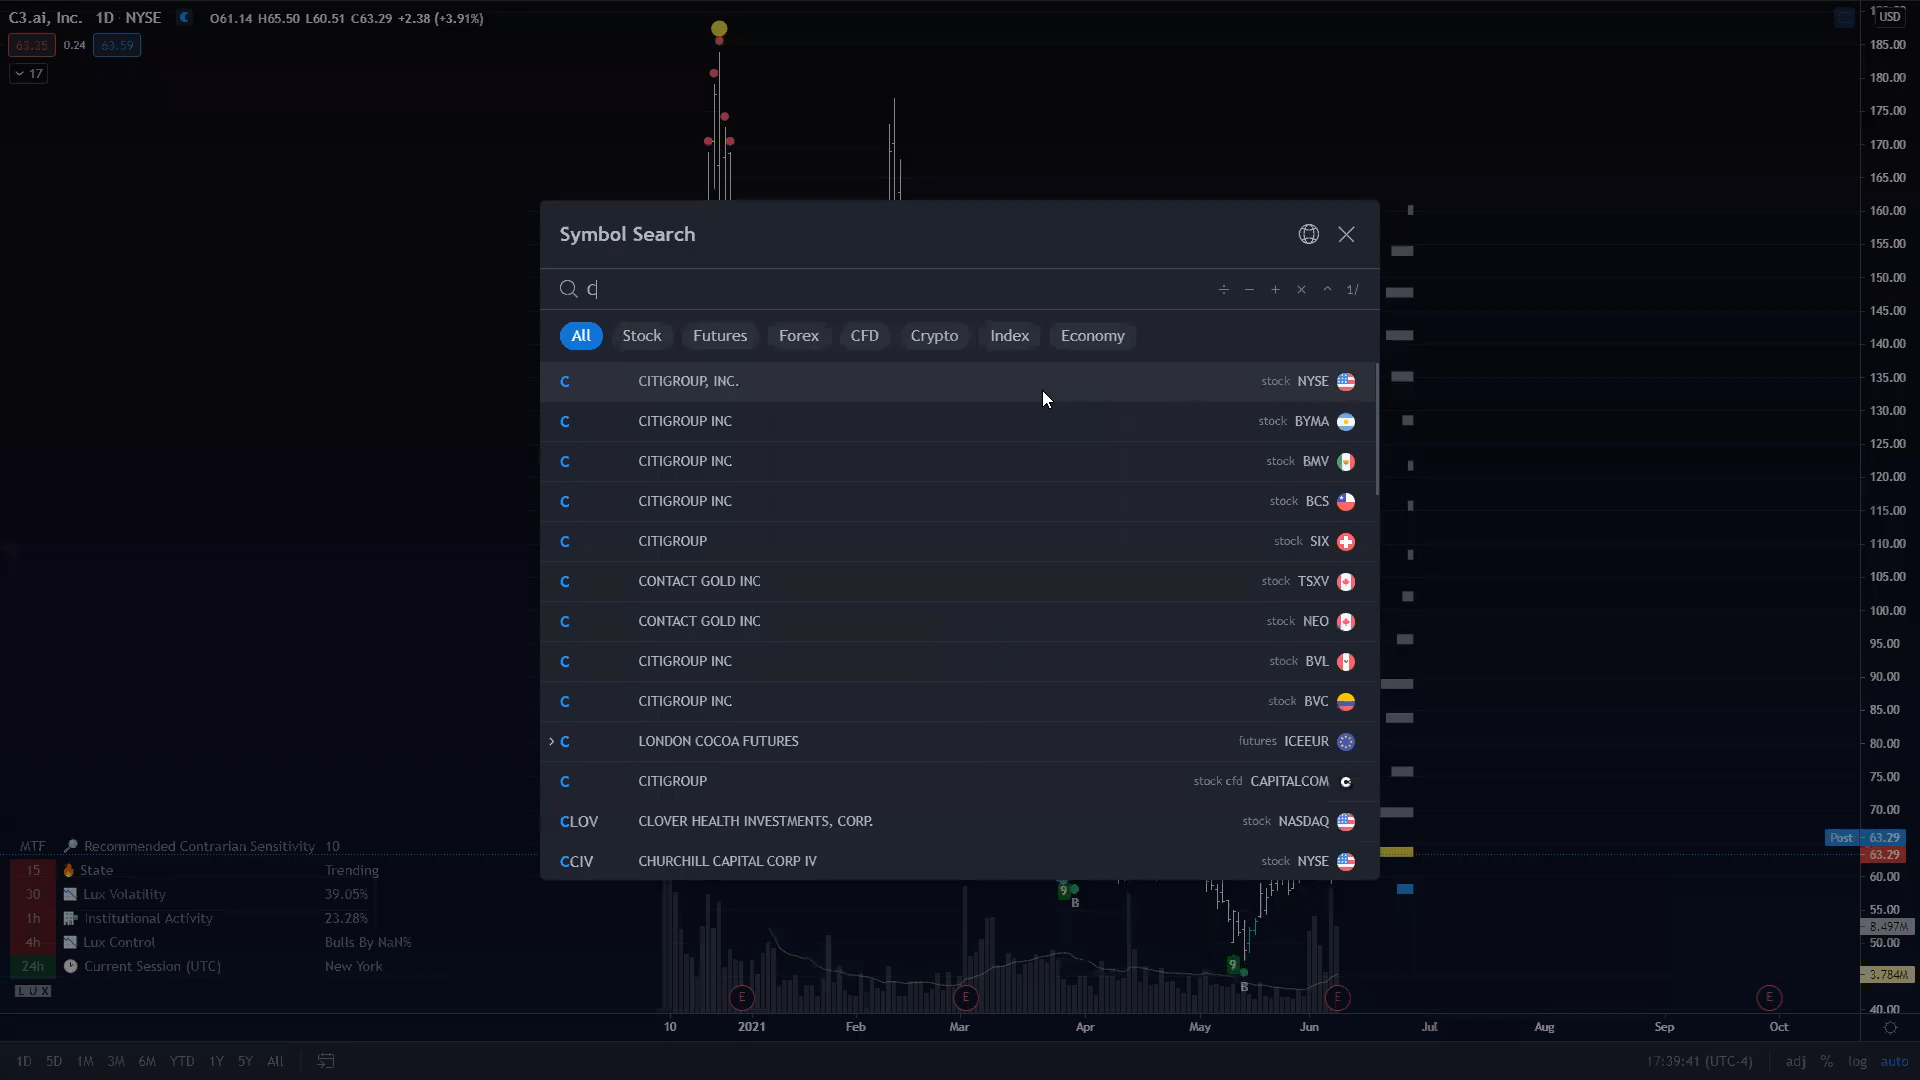 C3.ai, Inc. 1D NYSE O61.14 H65.50 L60.51 C63.29 +2.38 (+3.91%)
63.35 0.24 63.59
17
USD
185.00
180.00
175.00
170.00
165.00
160.00
155.00
150.00
145.00
140.00
135.00
130.00
125.00
120.00
115.00
110.00
105.00
100.00
95.00
90.00
85.00
80.00
75.00
70.00
Post 63.29
63.29
60.00
55.00
8.497M
50.00
3.784M
40.00
Symbol Search
C
÷ − + × ^ 1/
All Stock Futures Forex CFD Crypto Index Economy
C CITIGROUP, INC. stock NYSE
C CITIGROUP INC stock BYMA
C CITIGROUP INC stock BMV
C CITIGROUP INC stock BCS
C CITIGROUP stock SIX
C CONTACT GOLD INC stock TSXV
C CONTACT GOLD INC stock NEO
C CITIGROUP INC stock BVL
C CITIGROUP INC stock BVC
C LONDON COCOA FUTURES futures ICEEUR
C CITIGROUP stock cfd CAPITALCOM
CLOV CLOVER HEALTH INVESTMENTS, CORP. stock NASDAQ
CCIV CHURCHILL CAPITAL CORP IV stock NYSE
MTF Recommended Contrarian Sensitivity 10
15 State Trending
30 Lux Volatility 39.05%
1h Institutional Activity 23.28%
4h Lux Control Bulls By NaN%
24h Current Session (UTC) New York
LUX
9
B
9
B
E E E E
10 2021 Feb Mar Apr May Jun Jul Aug Sep Oct
1D 5D 1M 3M 6M YTD 1Y 5Y All 17:39:41 (UTC-4) adj % log auto